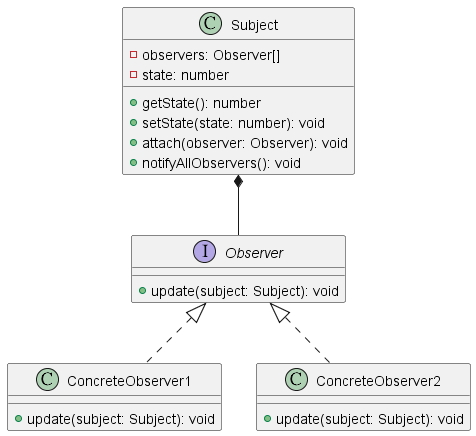 C Subject
observers: Observer[]
state: number
getState(): number
setState(state: number): void
attach(observer: Observer): void
notifyAllObservers(): void
I Observer
update(subject: Subject): void
C ConcreteObserver1
update(subject: Subject): void
C ConcreteObserver2
update(subject: Subject): void